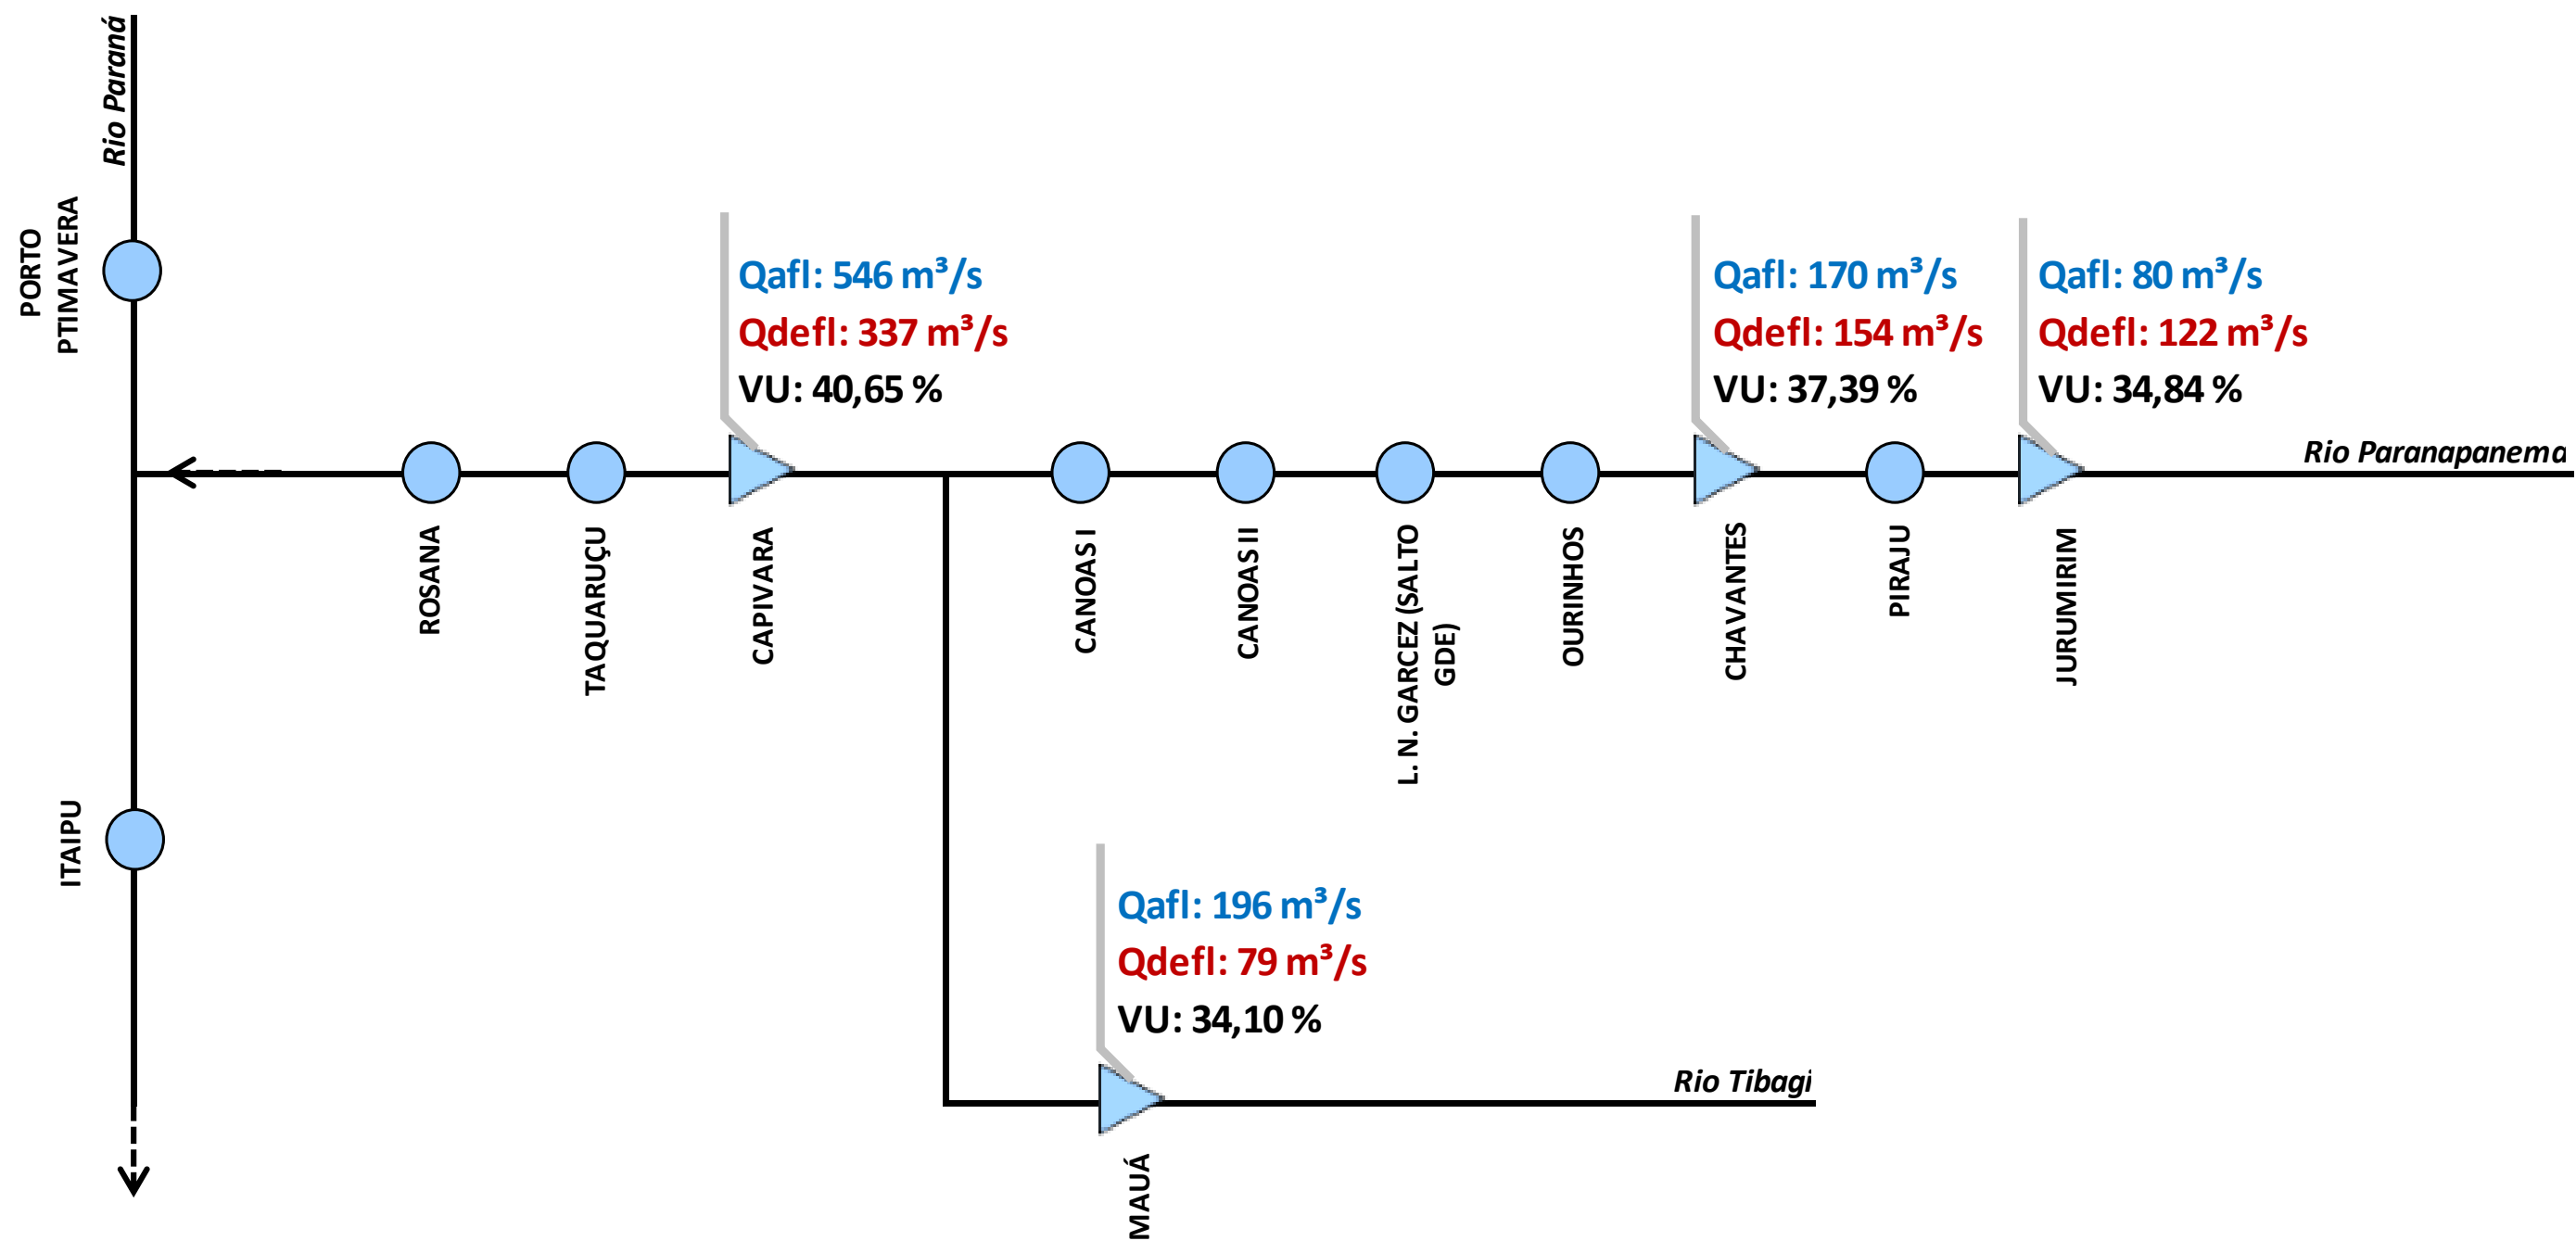 Rio Paraná
PORTO
PTIMAVERA
Qafl: 546 m³/s
Qdefl: 337 m³/s
VU: 40,65 %
Qafl: 170 m³/s
Qdefl: 154 m³/s
VU: 37,39 %
Qafl: 80 m³/s
Qdefl: 122 m³/s
VU: 34,84 %
Rio Paranapanema
ROSANA
TAQUARUÇU
CAPIVARA
CANOAS I
CANOAS II
L. N. GARCEZ (SALTO
GDE)
OURINHOS
CHAVANTES
PIRAJU
JURUMIRIM
ITAIPU
Qafl: 196 m³/s
Qdefl: 79 m³/s
VU: 34,10 %
Rio Tibagi
MAUÁ